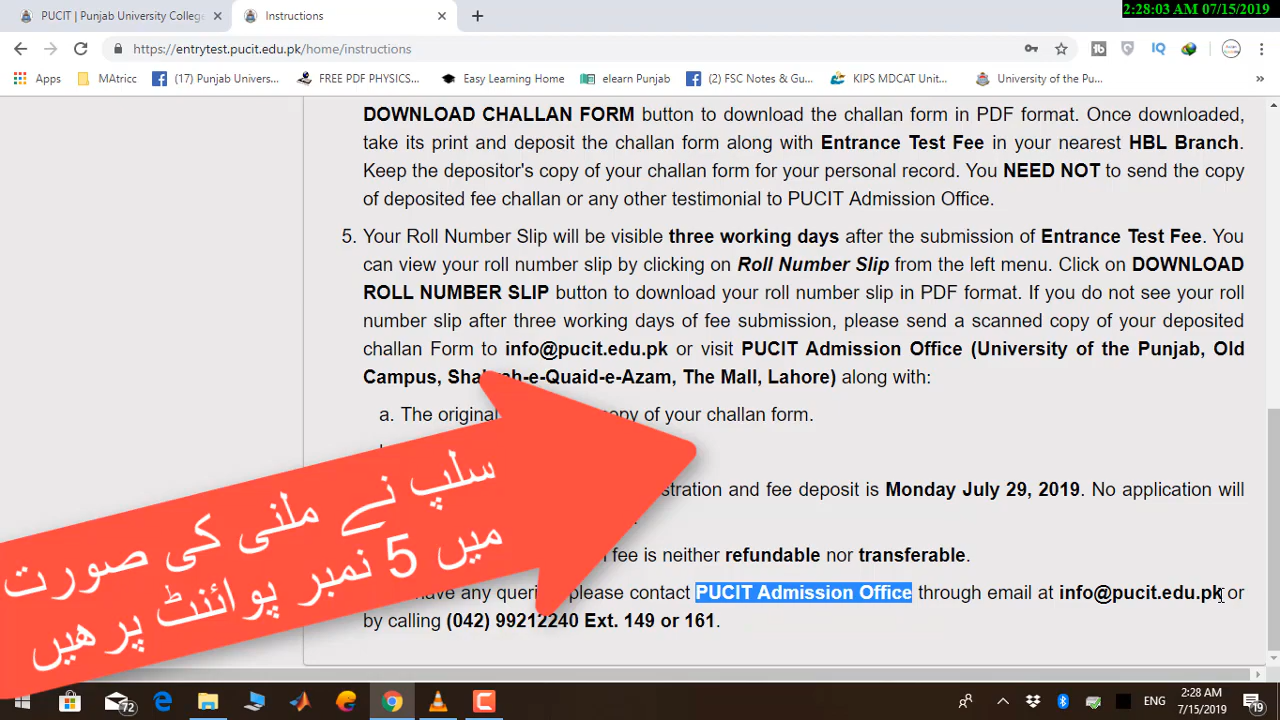 2:28:03 AM 07/15/2019
PUCIT | Punjab University College
Instructions
https://entrytest.pucit.edu.pk/home/instructions
Apps
MAtricc
(17) Punjab Univers...
FREE PDF PHYSICS...
Easy Learning Home
elearn Punjab
(2) FSC Notes & Gu...
KIPS MDCAT Unit...
University of the Pu...
»
DOWNLOAD CHALLAN FORM button to download the challan form in PDF format. Once downloaded,
take its print and deposit the challan form along with Entrance Test Fee in your nearest HBL Branch.
Keep the depositor's copy of your challan form for your personal record. You NEED NOT to send the copy
of deposited fee challan or any other testimonial to PUCIT Admission Office.
5. Your Roll Number Slip will be visible three working days after the submission of Entrance Test Fee. You
can view your roll number slip by clicking on Roll Number Slip from the left menu. Click on DOWNLOAD
ROLL NUMBER SLIP button to download your roll number slip in PDF format. If you do not see your roll
number slip after three working days of fee submission, please send a scanned copy of your deposited
challan Form to info@pucit.edu.pk or visit PUCIT Admission Office (University of the Punjab, Old
Campus, -e-Quaid-e-Azam, The Mall, Lahore) along with:
a. The original copy of your challan form.
and fee deposit is Monday July 29, 2019. No application will
fee is neither refundable nor transferable.
have any please contact PUCIT Admission Office through email at info@pucit.edu.pk or
by calling (042) 99212240 Ext. 149 or 161.
سلپ نے ملنی کی صورت
میں 5 نمبر پوائنٹ پرھیں
72
ENG
2:28 AM
7/15/2019
19